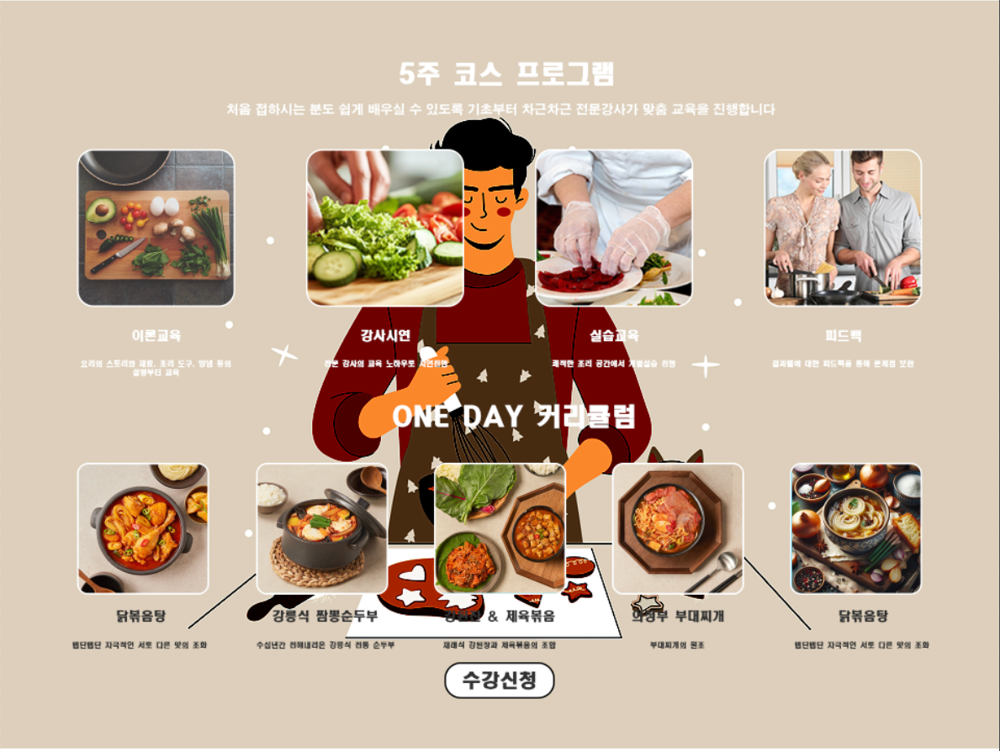 5주 코스 프로그램
처음 접하시는 분도 쉽게 배우실 수 있도록 기초부터 차근차근 전문강사가 맞춤 교육을 진행합니다
이론교육
강사시연
실습교육
피드백
요리의 스토리와 재료, 조리 도구, 양념 등의
설명부터 교육
전문 강사의 교육 노하우로 시연진행
쾌적한 조리 공간에서 개별실습 진행
결과물에 대한 피드백을 통해 문제점 보완
ONE DAY 커리큘럼
닭볶음탕
강릉식 짬뽕순두부
강된장 & 제육볶음
의정부 부대찌개
닭볶음탕
맵단맵단 자극적인 서로 다른 맛의 조화
수십년간 전해내려온 강릉식 전통 순두부
재래식 강된장과 제육볶음의 조합
부대찌개의 원조
맵단맵단 자극적인 서로 다른 맛의 조화
수강신청